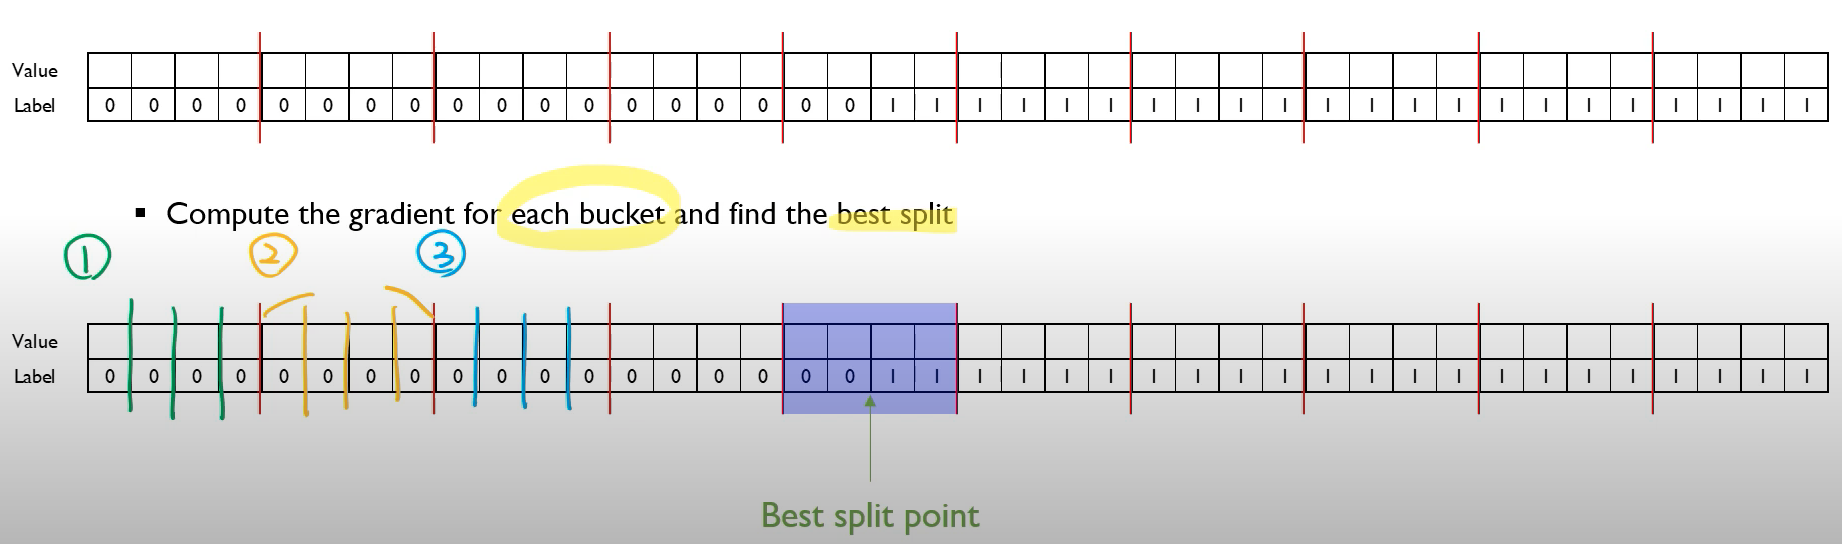 Value
Label 0 0 0 0 0 0 0 0 0 0 0 0 0 0 0 0 0 0 1 1 1 1 1 1 1 1 1 1 1 1 1 1 1 1 1 1 1 1 1 1
▪ Compute the gradient for each bucket and find the best split
1 2 3
Value
Label 0 0 0 0 0 0 0 0 0 0 0 0 0 0 0 0 0 0 1 1 1 1 1 1 1 1 1 1 1 1 1 1 1 1 1 1 1 1 1 1
Best split point